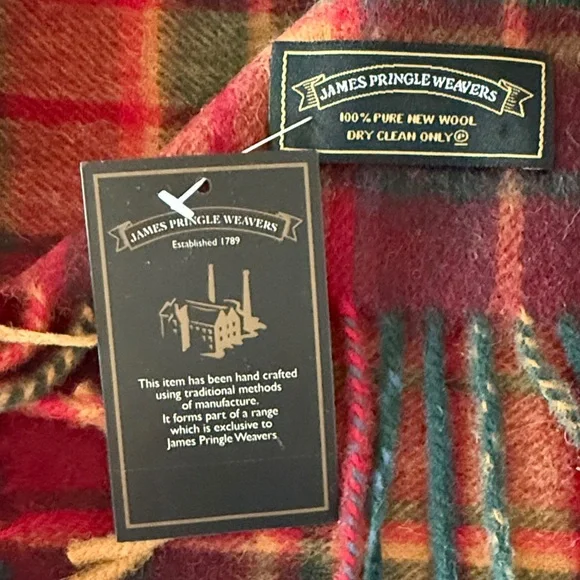 JAMES PRINGLE WEAVERS
100% PURE NEW WOOL
DRY CLEAN ONLY Ⓟ
JAMES PRINGLE WEAVERS
Established 1789
This item has been hand crafted
using traditional methods
of manufacture.
It forms part of a range
which is exclusive to
James Pringle Weavers